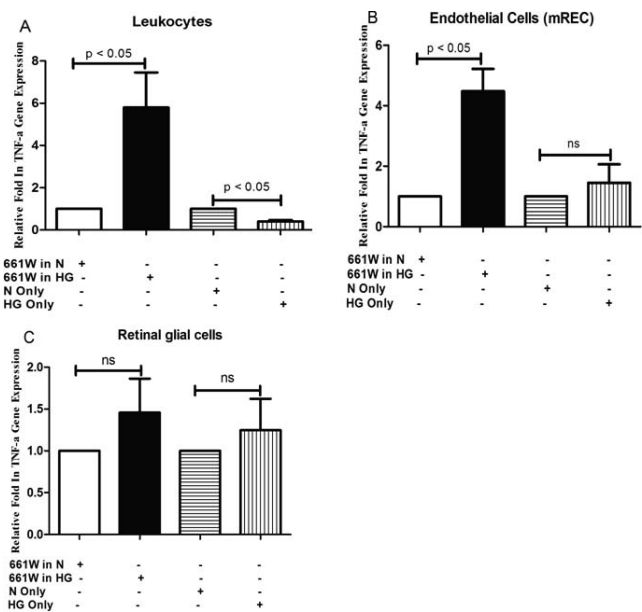 A
Leukocytes
Relative Fold In TNF-a Gene Expression
8
6
4
2
0
p < 0.05
p < 0.05
661W in N + - - -
661W in HG - + - -
N Only - - + -
HG Only - - - +
B
Endothelial Cells (mREC)
Relative Fold In TNF-a Gene Expression
6
4
2
0
p < 0.05
ns
661W in N + - - -
661W in HG - + - -
N Only - - + -
HG Only - - - +
C
Retinal glial cells
Relative Fold In TNF-a Gene Expression
2.0
1.5
1.0
0.5
0.0
ns
ns
661W in N + - - -
661W in HG - + - -
N Only - - + -
HG Only - - - +